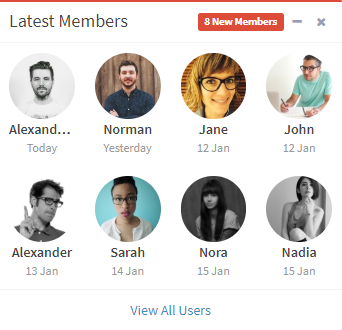 Latest Members 8 New Members
Alexand... Norman Jane John
Today Yesterday 12 Jan 12 Jan
Alexander Sarah Nora Nadia
13 Jan 14 Jan 15 Jan 15 Jan
View All Users